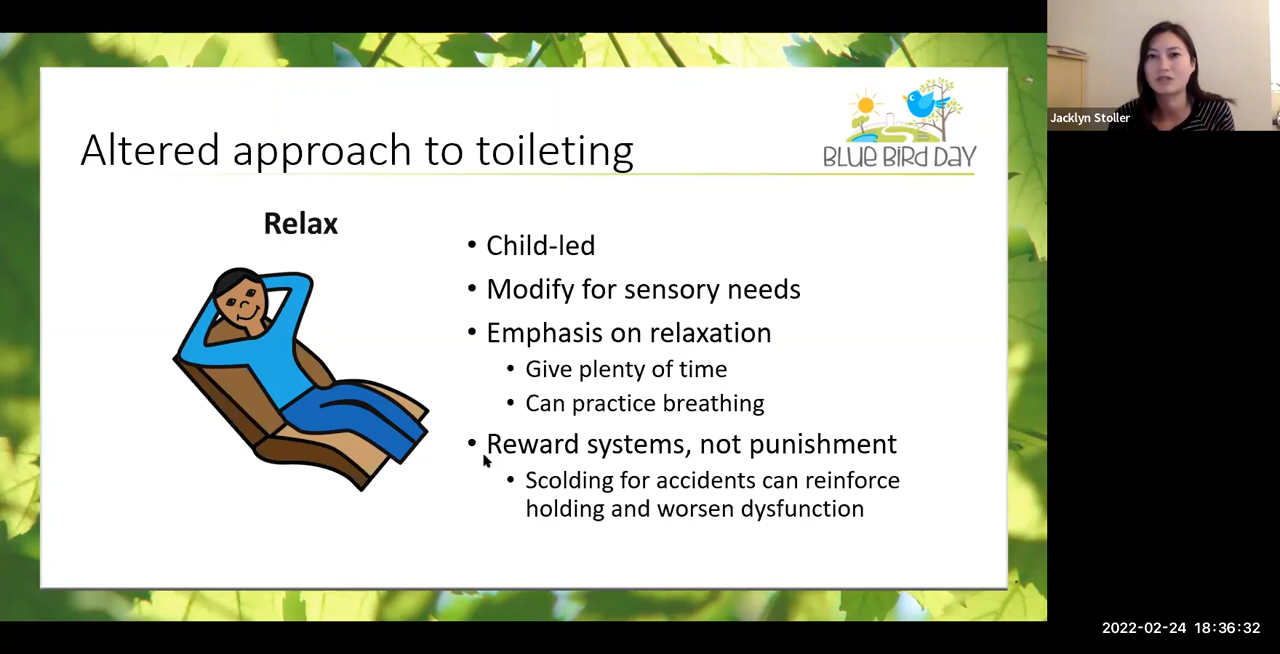 Altered approach to toileting
BLUE BIRD DAY
Relax
• Child-led
• Modify for sensory needs
• Emphasis on relaxation
• Give plenty of time
• Can practice breathing
• Reward systems, not punishment
• Scolding for accidents can reinforce
holding and worsen dysfunction
Jacklyn Stoller
2022-02-24 18:36:32